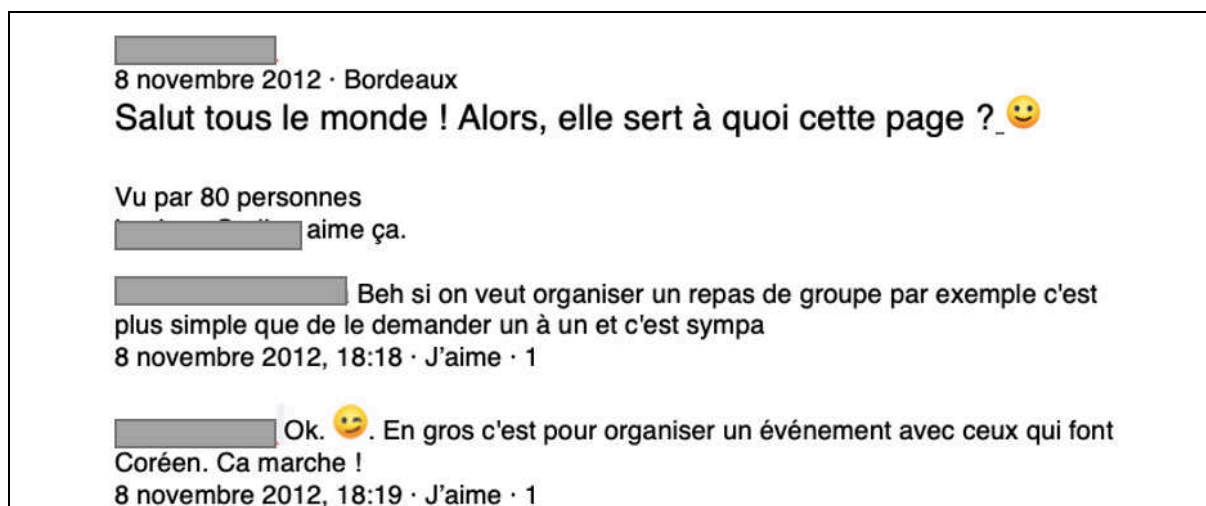 8 novembre 2012 · Bordeaux
Salut tous le monde ! Alors, elle sert à quoi cette page ?
Vu par 80 personnes
aime ça.
Beh si on veut organiser un repas de groupe par exemple c'est
plus simple que de le demander un à un et c'est sympa
8 novembre 2012, 18:18 · J'aime · 1
Ok. . En gros c'est pour organiser un événement avec ceux qui font
Coréen. Ca marche !
8 novembre 2012, 18:19 · J'aime · 1